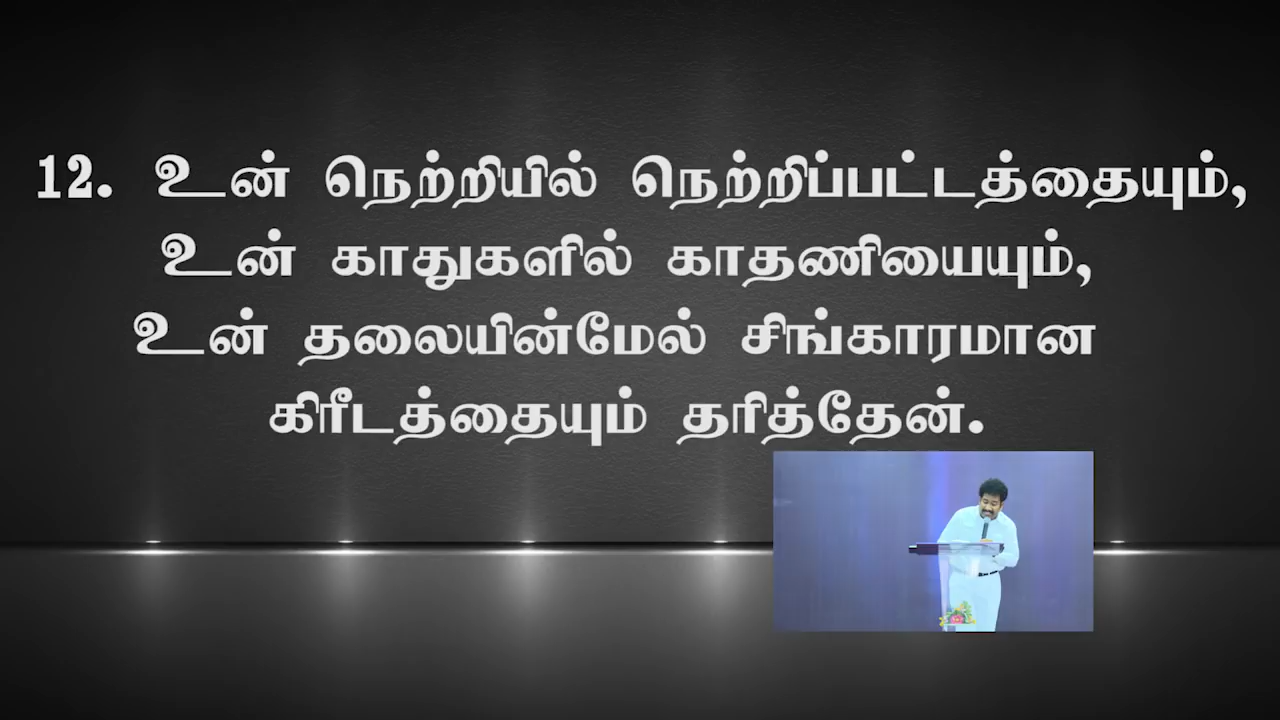 12. உன் நெற்றியில் நெற்றிப்பட்டத்தையும்,
உன் காதுகளில் காதணியையும்,
உன் தலையின்மேல் சிங்காரமான
கிரீடத்தையும் தரித்தேன்.